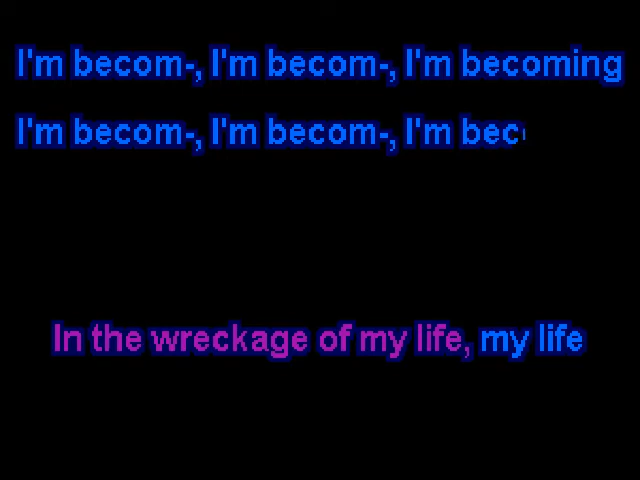 I'm becom-, I'm becom-, I'm becoming
I'm becom-, I'm becom-, I'm bec
In the wreckage of my life, my life